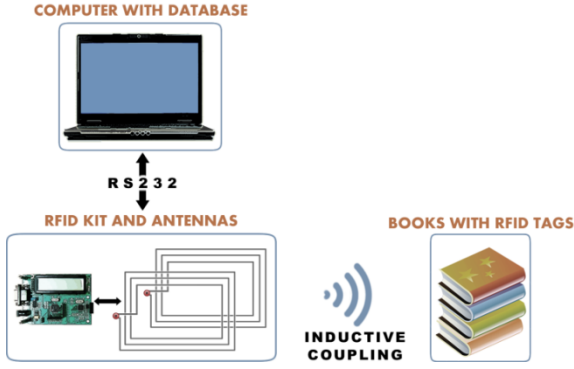 COMPUTER WITH DATABASE
RS232
RFID KIT AND ANTENNAS
BOOKS WITH RFID TAGS
INDUCTIVE
COUPLING